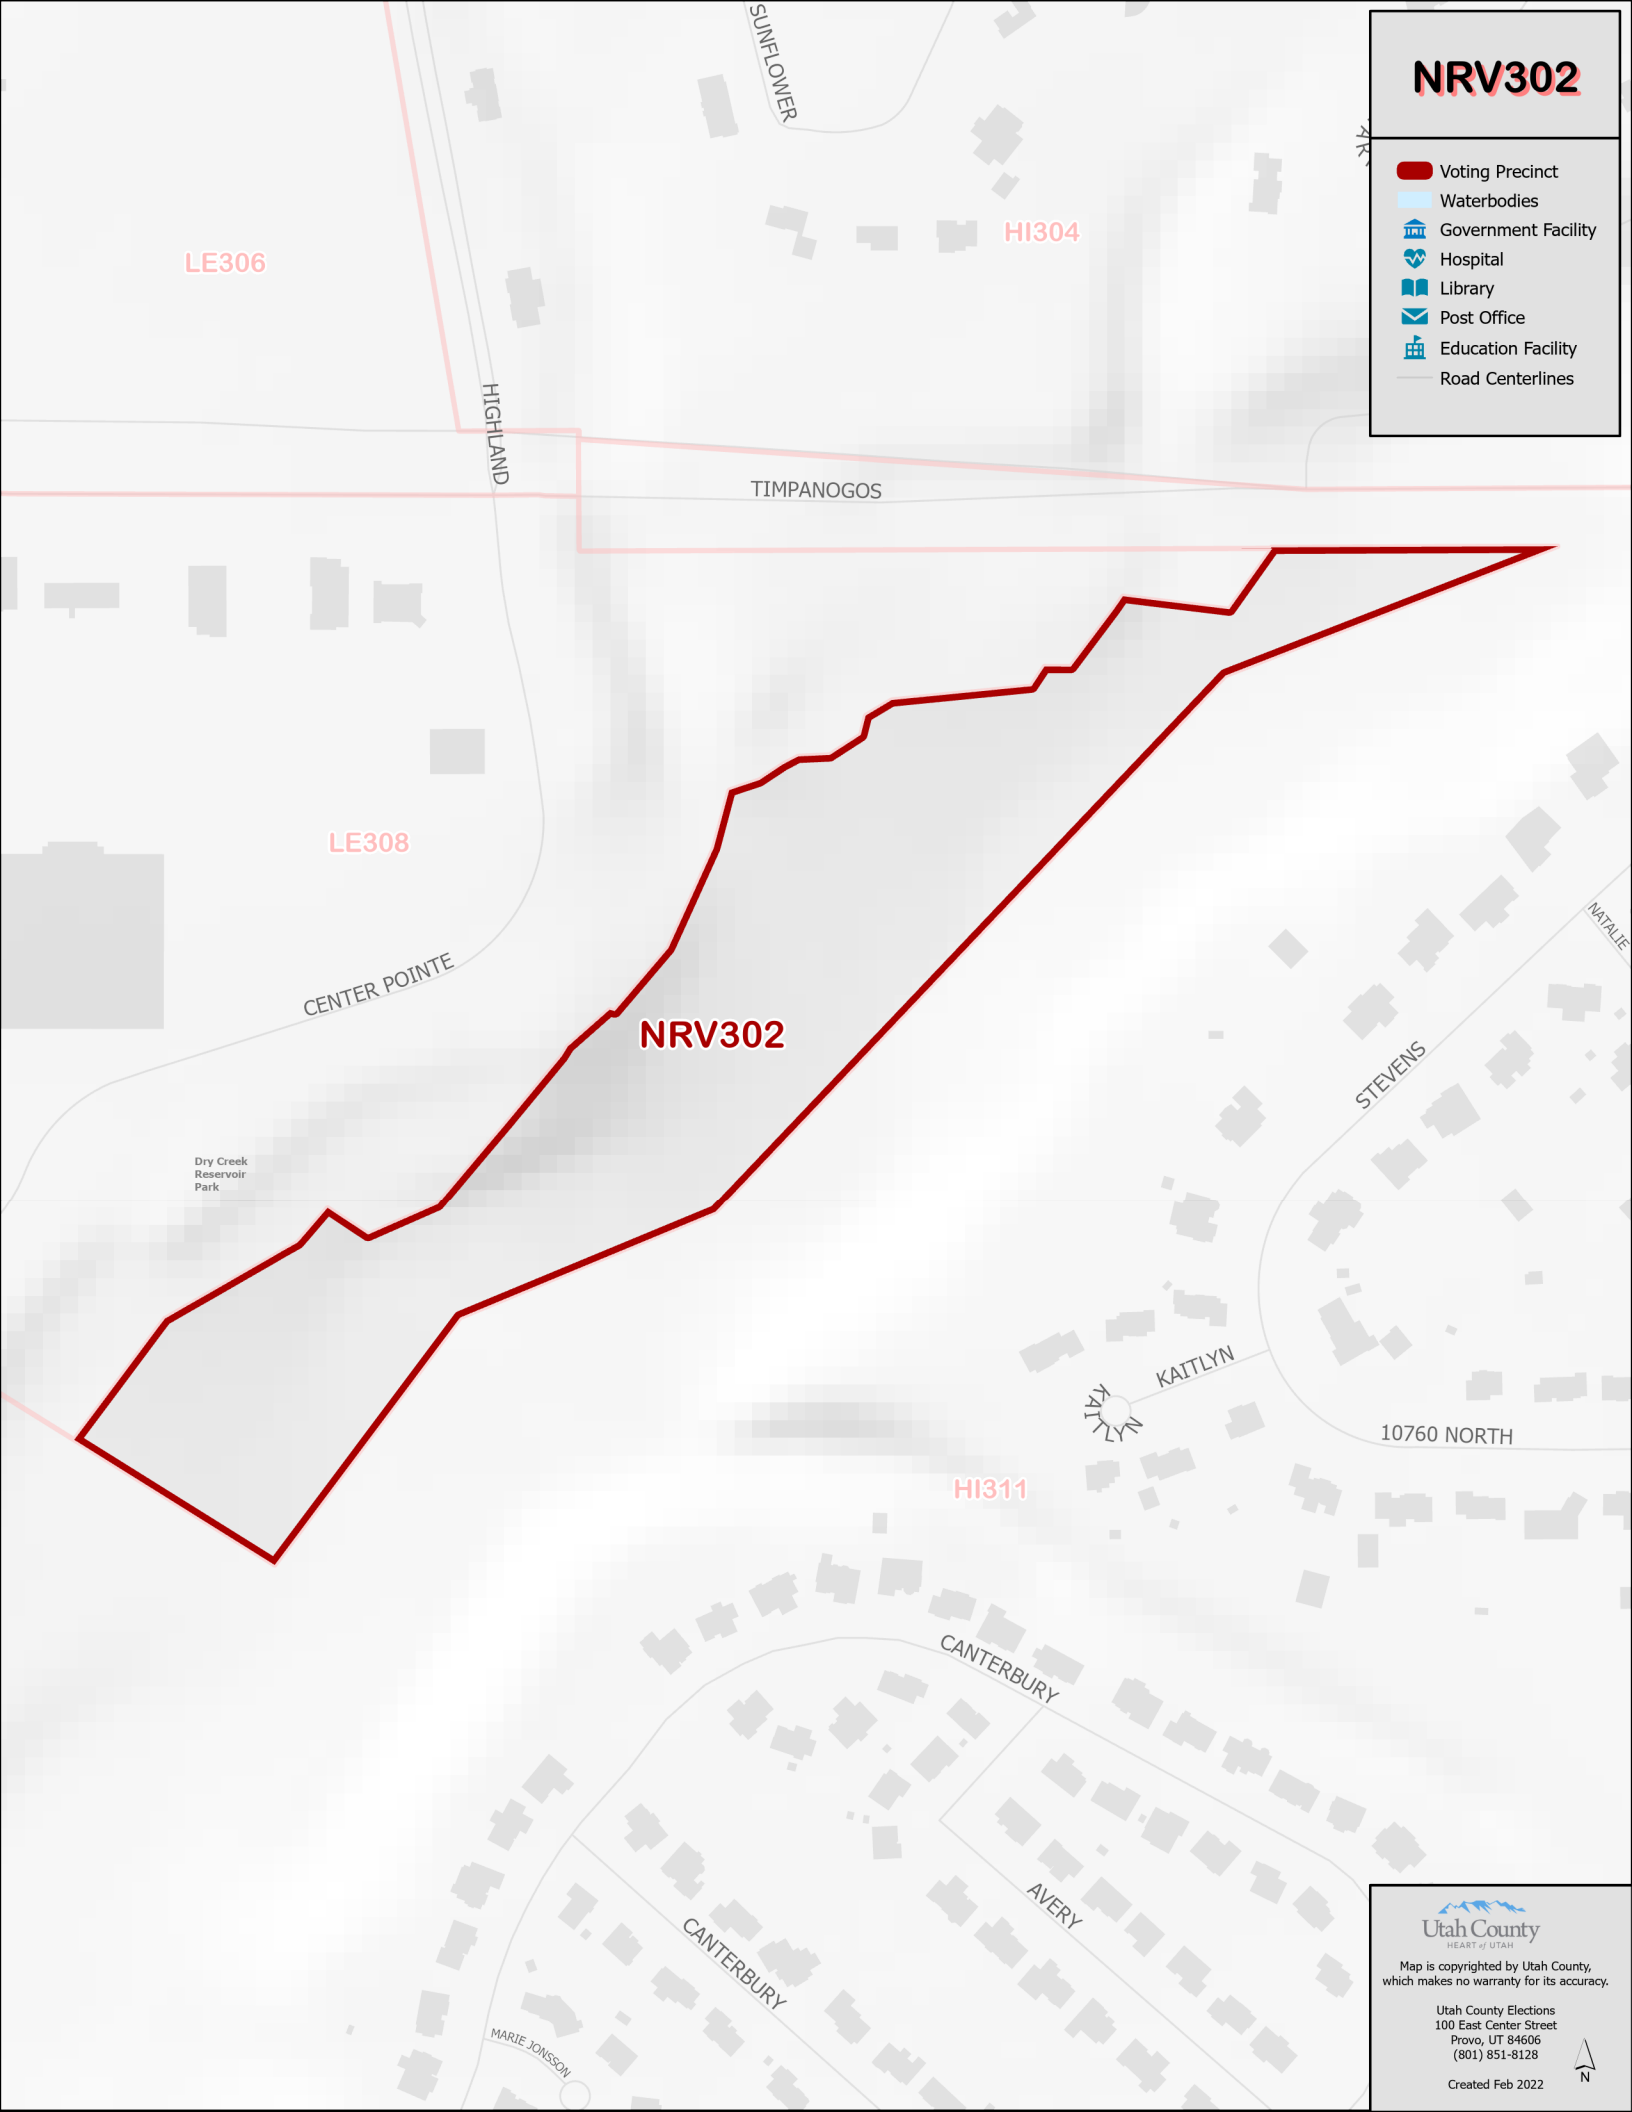 SUNFLOWER
NRV302
Voting Precinct
Waterbodies
Government Facility
Hospital
Library
Post Office
Education Facility
Road Centerlines
HI304
LE306
HIGHLAND
TIMPANOGOS
LE308
NATALIE
CENTER POINTE
NRV302
STEVENS
Dry Creek
Reservoir
Park
KAITLYN
KAITLYN
10760 NORTH
HI311
CANTERBURY
AVERY
CANTERBURY
MARIE JONSSON
Utah County
HEART of UTAH
Map is copyrighted by Utah County,
which makes no warranty for its accuracy.
Utah County Elections
100 East Center Street
Provo, UT 84606
(801) 851-8128
N
Created Feb 2022